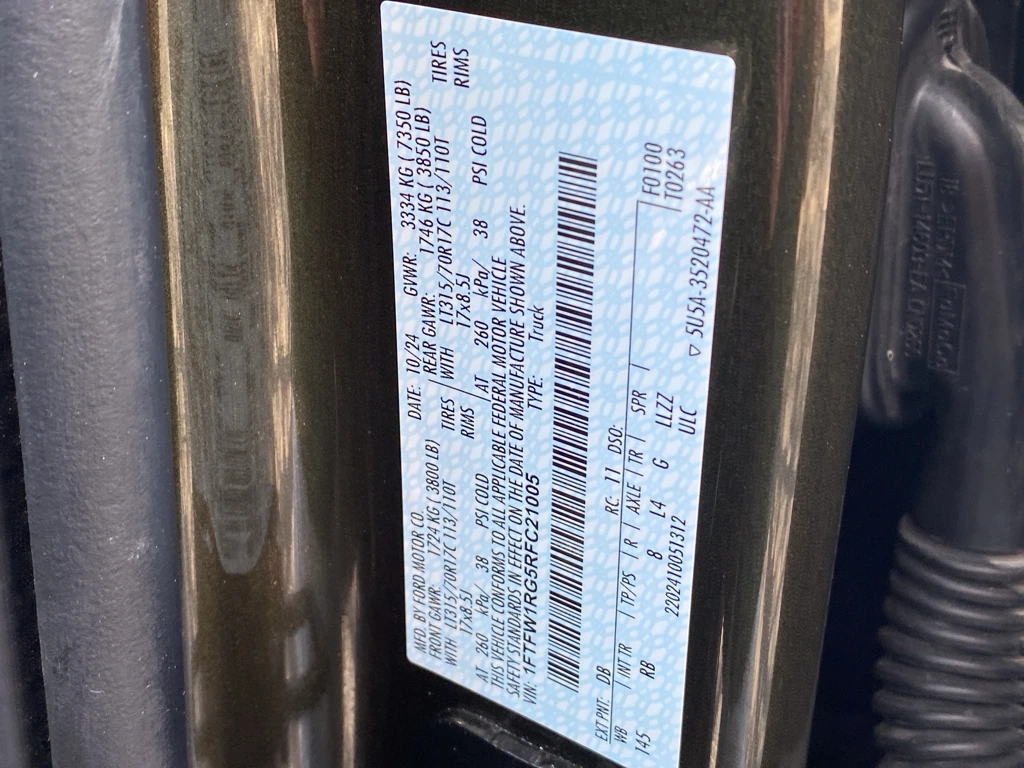 MFD. BY FORD MOTOR CO. DATE: 10/24 GVWR: 3334 KG ( 7350 LB)
FRONT GAWR: 1724 KG ( 3800 LB) REAR GAWR: 1746 KG ( 3850 LB)
WITH LT315/70R17C 113/110T TIRES WITH LT315/70R17C 113/110T TIRES
17x8.5J RIMS 17x8.5J RIMS
AT 260 kPa/ 38 PSI COLD AT 260 kPa/ 38 PSI COLD
THIS VEHICLE CONFORMS TO ALL APPLICABLE FEDERAL MOTOR VEHICLE
SAFETY STANDARDS IN EFFECT ON THE DATE OF MANUFACTURE SHOWN ABOVE.
VIN: 1FTFW1RG5RFC21005 TYPE: Truck
EXT PNT: DB RC: 11 DSO: F0100
WB / INT TR / TP/PS / R / AXLE / TR / SPR / T0263
145 RB 8 L4 G LLZZ
ULC
2202410051312 5U5A-3520472-AA